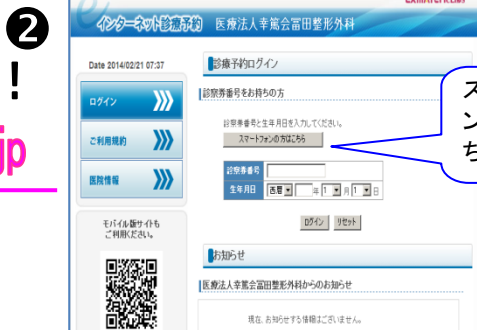 ❷
!
jp
インターネット診療予約 医療法人幸篤会冨田整形外科
Date 2014/02/21 07:37
診療予約ログイン
ログイン
ご利用規約
医院情報
診察券番号をお持ちの方
診察券番号と生年月日を入力してください。
スマートフォンの方はこちら
診察券番号
生年月日 西暦 年 1 月 1 日
ログイン リセット
ス
ン
ち
モバイル版サイトも
ご利用ください。
お知らせ
医療法人幸篤会冨田整形外科からのお知らせ
現在、お知らせする情報はございません。